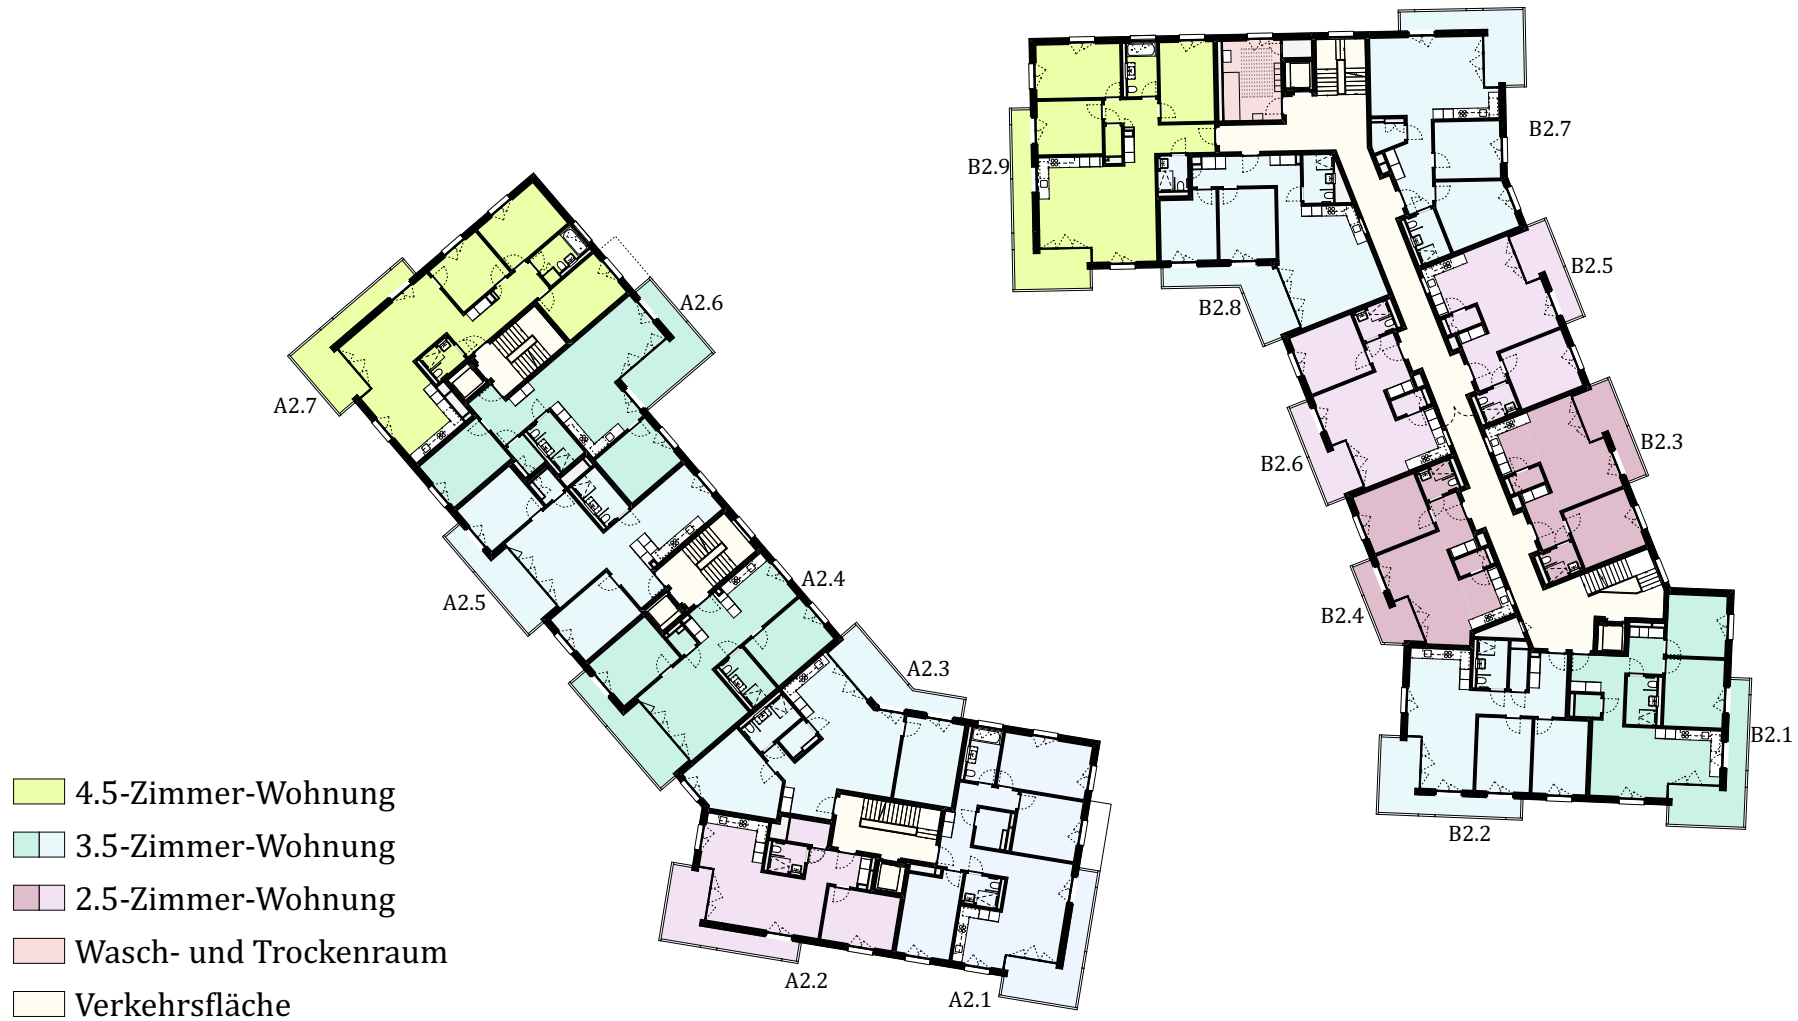 B2.7
B2.9
B2.5
B2.8
A2.6
A2.7
B2.3
B2.6
A2.4
A2.5
B2.4
A2.3
B2.1
4.5-Zimmer-Wohnung
3.5-Zimmer-Wohnung
B2.2
2.5-Zimmer-Wohnung
Wasch- und Trockenraum
A2.2
A2.1
Verkehrsfläche